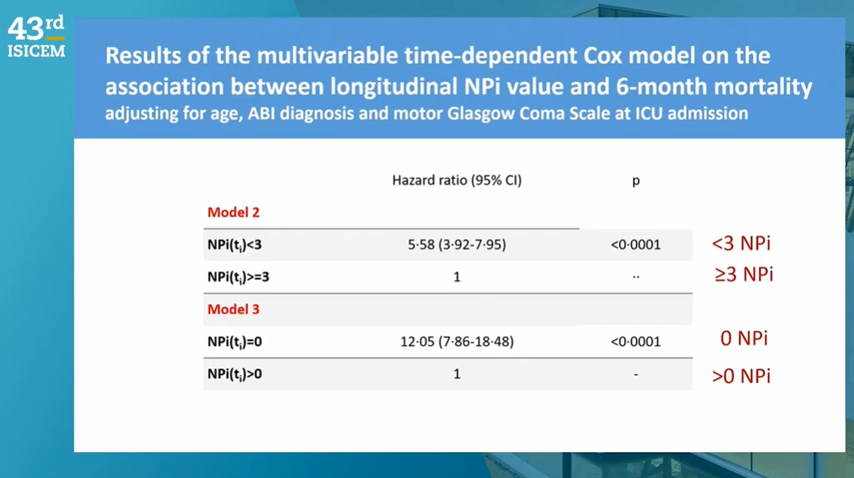 43rd
ISICEM
Results of the multivariable time-dependent Cox model on the
association between longitudinal NPi value and 6-month mortality
adjusting for age, ABI diagnosis and motor Glasgow Coma Scale at ICU admission
Hazard ratio (95% CI) p
Model 2
NPi(ti)<3 5·58 (3·92-7·95) <0·0001 <3 NPi
NPi(ti)>=3 1 ·· ≥3 NPi
Model 3
NPi(ti)=0 12·05 (7·86-18·48) <0·0001 0 NPi
NPi(ti)>0 1 - >0 NPi